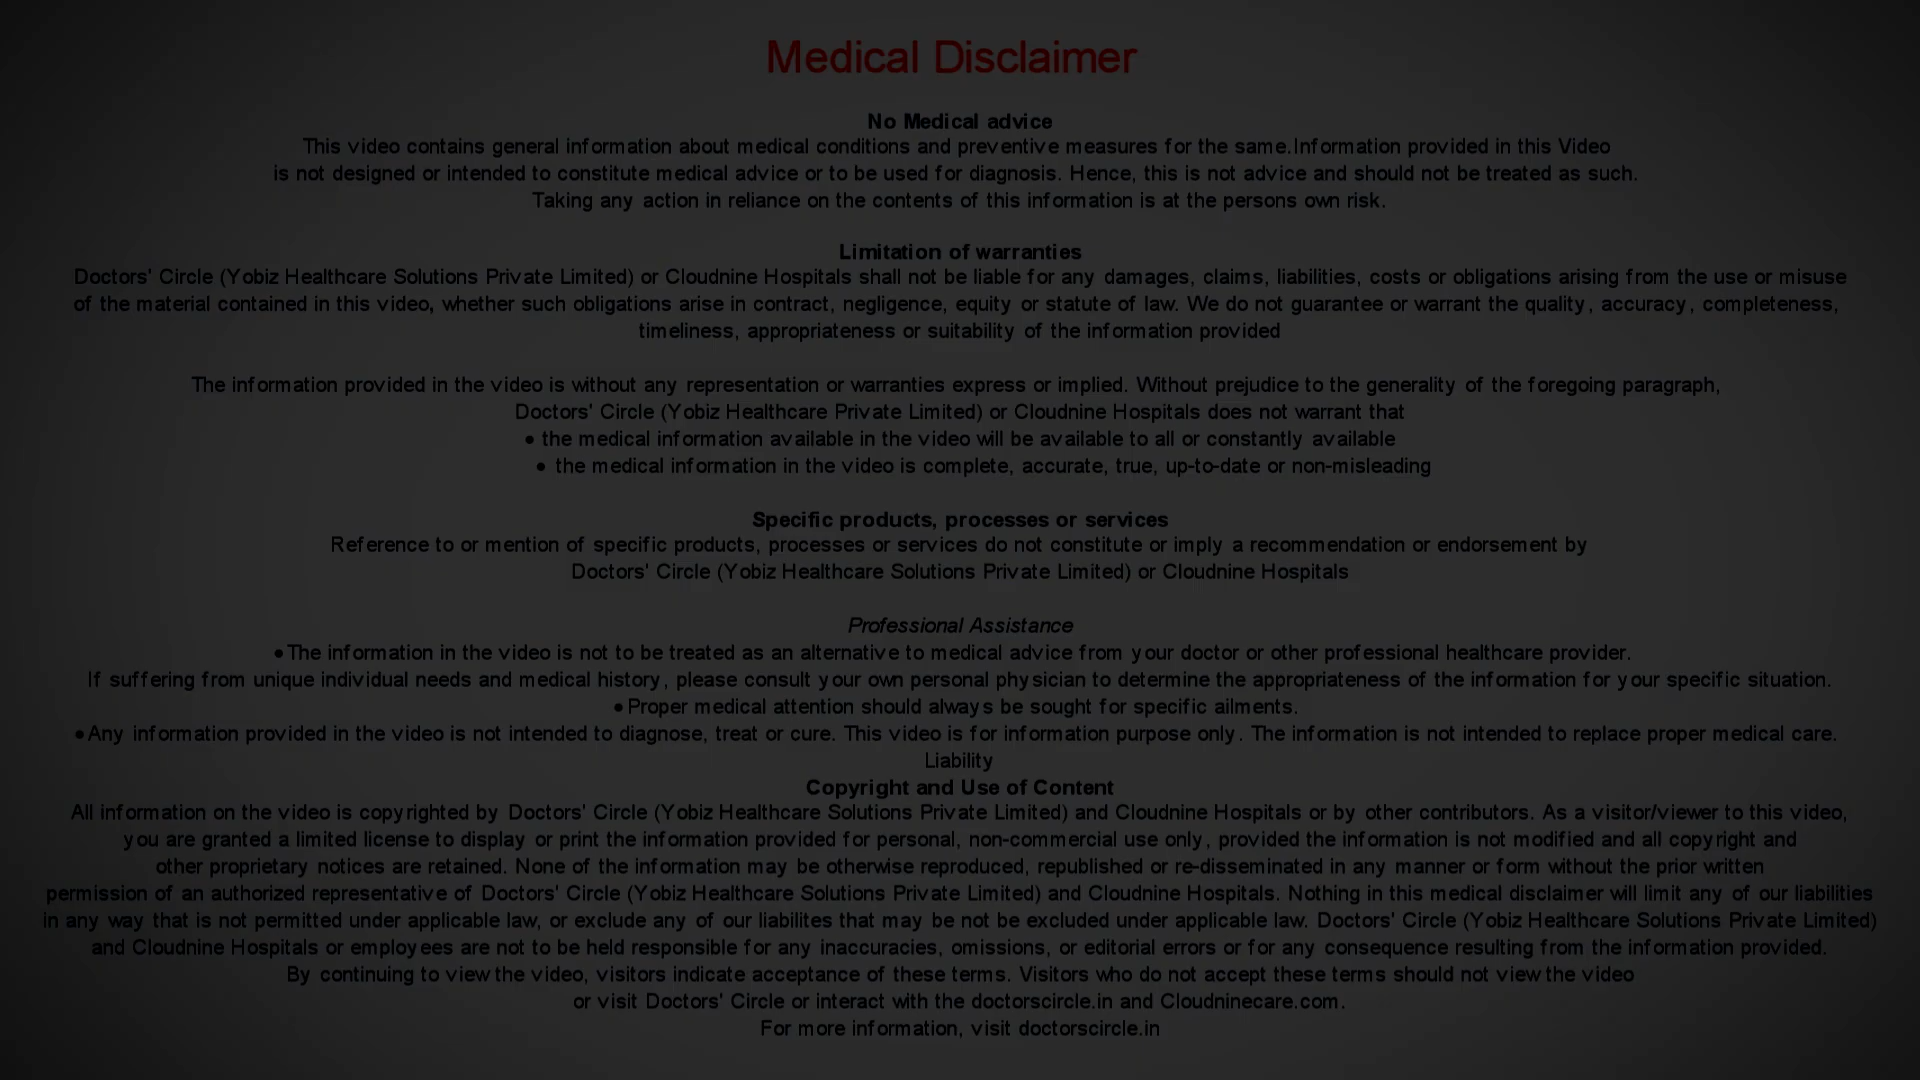 Medical Disclaimer
No Medical advice
This video contains general information about medical conditions and preventive measures for the same.Information provided in this Video
is not designed or intended to constitute medical advice or to be used for diagnosis. Hence, this is not advice and should not be treated as such.
Taking any action in reliance on the contents of this information is at the persons own risk.
Limitation of warranties
Doctors' Circle (Yobiz Healthcare Solutions Private Limited) or Cloudnine Hospitals shall not be liable for any damages, claims, liabilities, costs or obligations arising from the use or misuse
of the material contained in this video, whether such obligations arise in contract, negligence, equity or statute of law. We do not guarantee or warrant the quality, accuracy, completeness,
timeliness, appropriateness or suitability of the information provided
The information provided in the video is without any representation or warranties express or implied. Without prejudice to the generality of the foregoing paragraph,
Doctors' Circle (Yobiz Healthcare Private Limited) or Cloudnine Hospitals does not warrant that
● the medical information available in the video will be available to all or constantly available
● the medical information in the video is complete, accurate, true, up-to-date or non-misleading
Specific products, processes or services
Reference to or mention of specific products, processes or services do not constitute or imply a recommendation or endorsement by
Doctors' Circle (Yobiz Healthcare Solutions Private Limited) or Cloudnine Hospitals
Professional Assistance
●The information in the video is not to be treated as an alternative to medical advice from your doctor or other professional healthcare provider.
If suffering from unique individual needs and medical history, please consult your own personal physician to determine the appropriateness of the information for your specific situation.
●Proper medical attention should always be sought for specific ailments.
●Any information provided in the video is not intended to diagnose, treat or cure. This video is for information purpose only. The information is not intended to replace proper medical care.
Liability
Copyright and Use of Content
All information on the video is copyrighted by Doctors' Circle (Yobiz Healthcare Solutions Private Limited) and Cloudnine Hospitals or by other contributors. As a visitor/viewer to this video,
you are granted a limited license to display or print the information provided for personal, non-commercial use only, provided the information is not modified and all copyright and
other proprietary notices are retained. None of the information may be otherwise reproduced, republished or re-disseminated in any manner or form without the prior written
permission of an authorized representative of Doctors' Circle (Yobiz Healthcare Solutions Private Limited) and Cloudnine Hospitals. Nothing in this medical disclaimer will limit any of our liabilities
in any way that is not permitted under applicable law, or exclude any of our liabilites that may be not be excluded under applicable law. Doctors' Circle (Yobiz Healthcare Solutions Private Limited)
and Cloudnine Hospitals or employees are not to be held responsible for any inaccuracies, omissions, or editorial errors or for any consequence resulting from the information provided.
By continuing to view the video, visitors indicate acceptance of these terms. Visitors who do not accept these terms should not view the video
or visit Doctors' Circle or interact with the doctorscircle.in and Cloudninecare.com.
For more information, visit doctorscircle.in